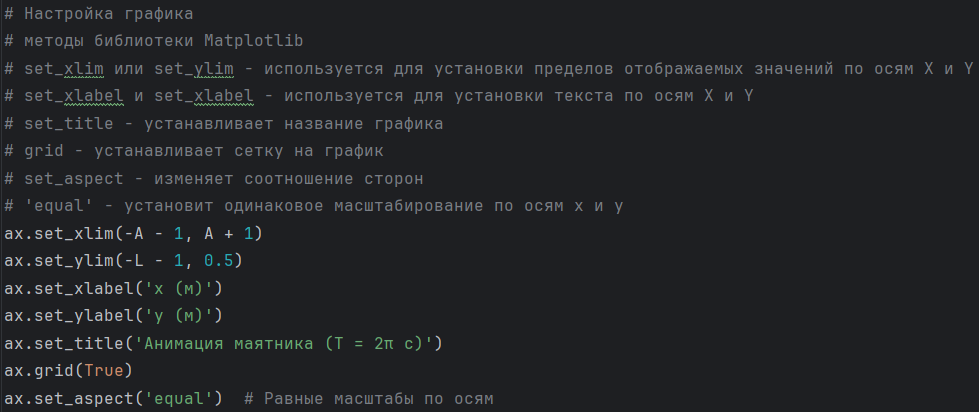 # Настройка графика
# методы библиотеки Matplotlib
# set_xlim или set_ylim - используется для установки пределов отображаемых значений по осям X и Y
# set_xlabel и set_xlabel - используется для установки текста по осям X и Y
# set_title - устанавливает название графика
# grid - устанавливает сетку на график
# set_aspect - изменяет соотношение сторон
# 'equal' - установит одинаковое масштабирование по осям x и y
ax.set_xlim(-A - 1, A + 1)
ax.set_ylim(-L - 1, 0.5)
ax.set_xlabel('x (м)')
ax.set_ylabel('y (м)')
ax.set_title('Анимация маятника (T = 2π с)')
ax.grid(True)
ax.set_aspect('equal')  # Равные масштабы по осям